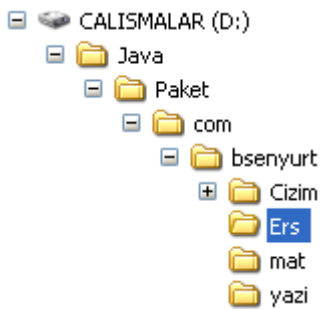 CALISMALAR (D:)
Java
Paket
com
bsenyurt
Cizim
Ers
mat
yazi